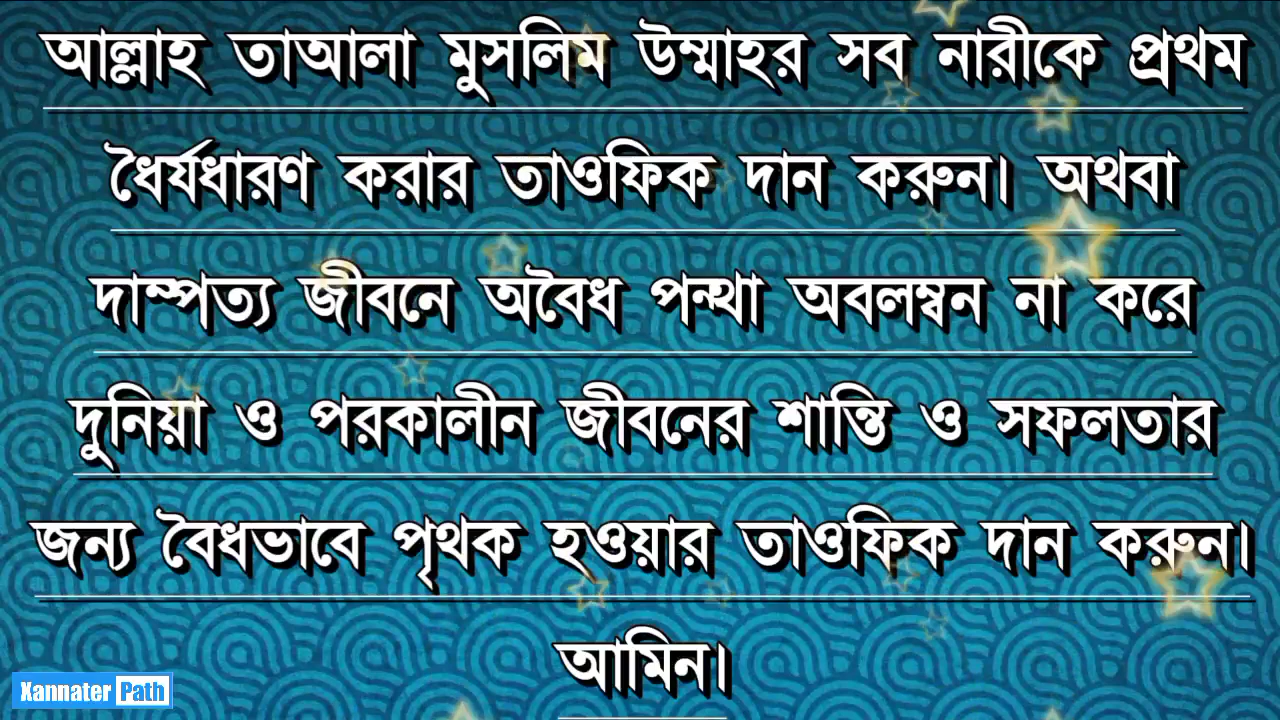 আল্লাহ তাআলা মুসলিম উম্মাহর সব নারীকে প্রথম
ধৈর্যধারণ করার তাওফিক দান করুন। অথবা
দাম্পত্য জীবনে অবৈধ পন্থা অবলম্বন না করে
দুনিয়া ও পরকালীন জীবনের শান্তি ও সফলতার
জন্য বৈধভাবে পৃথক হওয়ার তাওফিক দান করুন।
আমিন।
Xannater Path